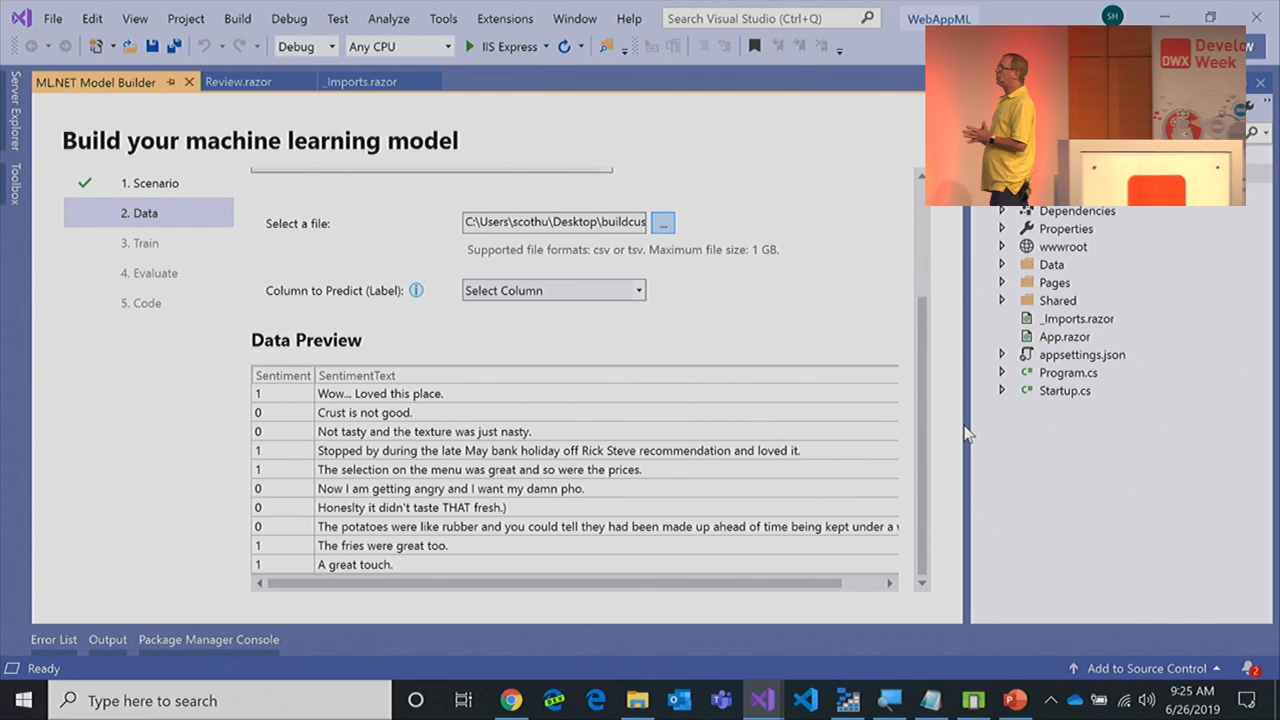 File Edit View Project Build Debug Test Analyze Tools Extensions Window Help Search Visual Studio (Ctrl+Q) WebAppML SH
Debug Any CPU IIS Express
ML.NET Model Builder Review.razor _Imports.razor
DWX Develo
Week
Server Explorer
Toolbox
Build your machine learning model
1. Scenario
2. Data
3. Train
4. Evaluate
5. Code
Select a file: C:\Users\scothu\Desktop\buildcus ...
Supported file formats: csv or tsv. Maximum file size: 1 GB.
Column to Predict (Label): Select Column
Data Preview
Sentiment SentimentText
1 Wow... Loved this place.
0 Crust is not good.
0 Not tasty and the texture was just nasty.
1 Stopped by during the late May bank holiday off Rick Steve recommendation and loved it.
1 The selection on the menu was great and so were the prices.
0 Now I am getting angry and I want my damn pho.
0 Honeslty it didn't taste THAT fresh.)
0 The potatoes were like rubber and you could tell they had been made up ahead of time being kept under a
1 The fries were great too.
1 A great touch.
Dependencies
Properties
wwwroot
Data
Pages
Shared
_Imports.razor
App.razor
appsettings.json
C# Program.cs
C# Startup.cs
Error List Output Package Manager Console
Ready Add to Source Control 2
Type here to search 9:25 AM
6/26/2019